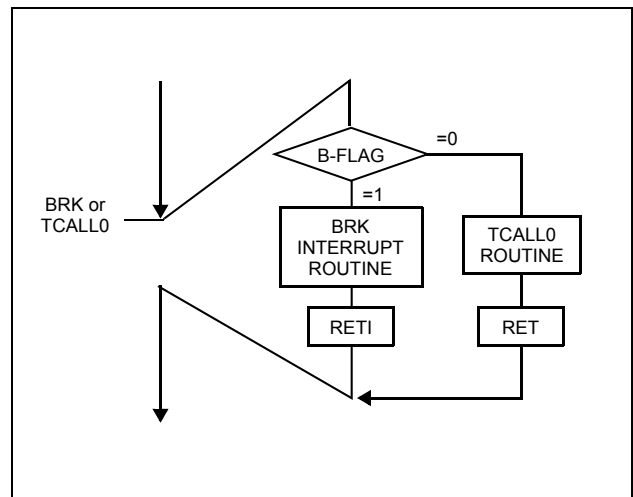 B-FLAG
=0
=1
BRK or
TCALL0
BRK
INTERRUPT
ROUTINE
TCALL0
ROUTINE
RETI
RET